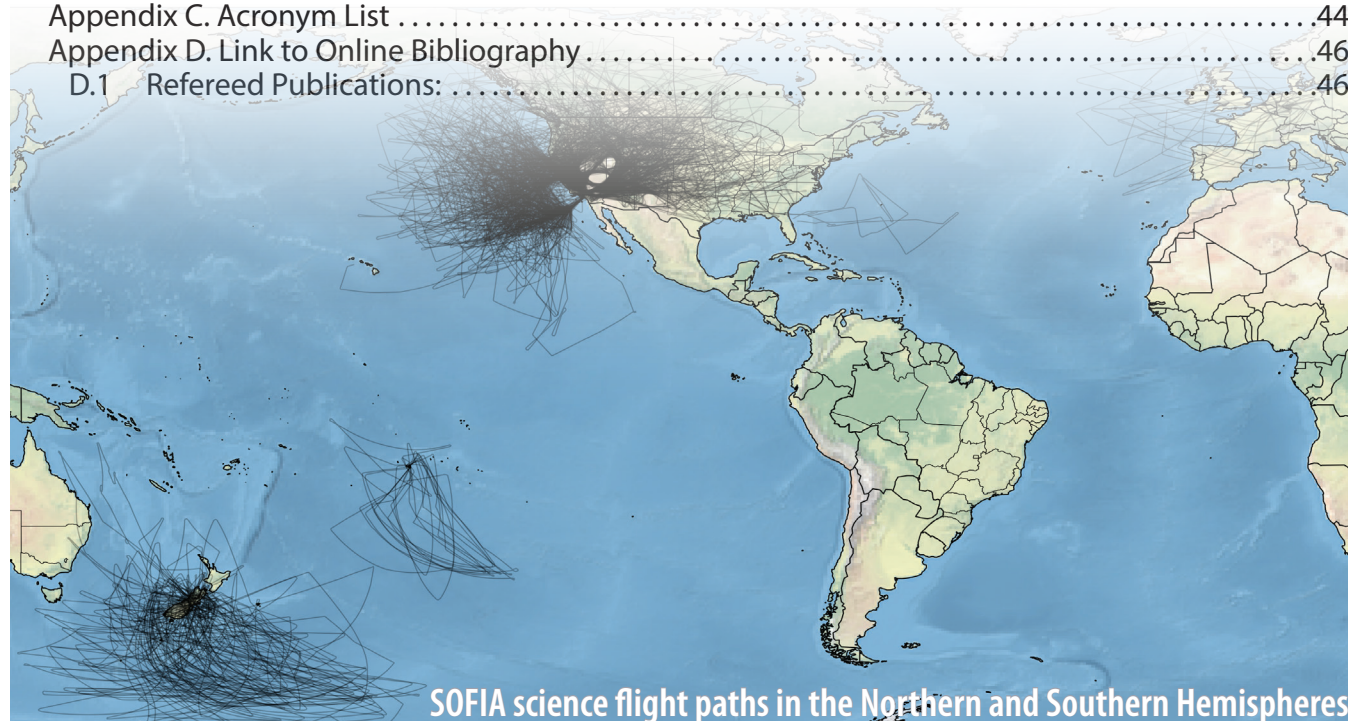 Appendix C. Acronym List . . . . . . . . . . . . . . . . . . . . . . . . . . . . . . . . . . . . . . . . . . . . . . . . . . . . . . . . . . . . . . . . . . . . . . . . . . 44
Appendix D. Link to Online Bibliography . . . . . . . . . . . . . . . . . . . . . . . . . . . . . . . . . . . . . . . . . . . . . . . . . . . . . . . . . . . 46
D.1 Refereed Publications: . . . . . . . . . . . . . . . . . . . . . . . . . . . . . . . . . . . . . . . . . . . . . . . . . . . . . . . . . . . . . . . . . . . . . 46
SOFIA science flight paths in the Northern and Southern Hemispheres